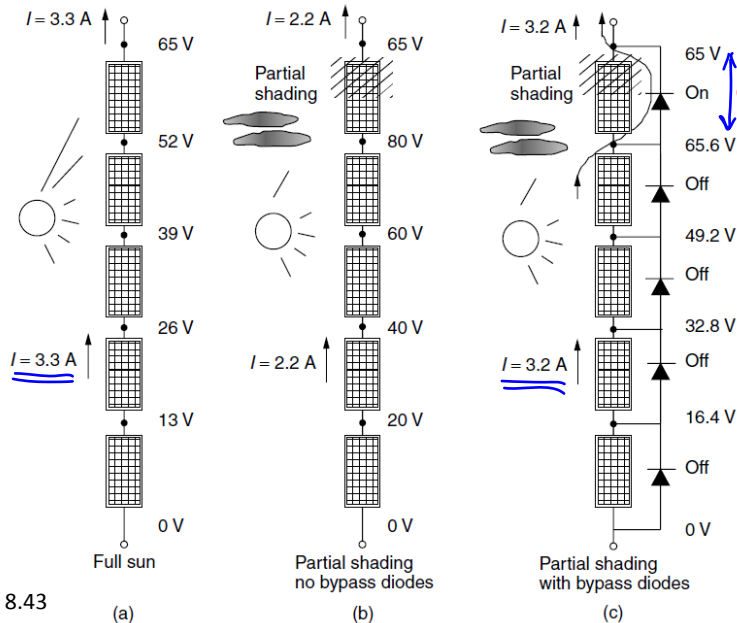 I = 3.3 A
65 V
52 V
39 V
26 V
I = 3.3 A
13 V
0 V
Full sun
(a)
I = 2.2 A
65 V
Partial
shading
80 V
60 V
40 V
I = 2.2 A
20 V
0 V
Partial shading
no bypass diodes
(b)
I = 3.2 A
65 V
Partial
shading
On
65.6 V
Off
49.2 V
Off
32.8 V
I = 3.2 A
Off
16.4 V
Off
0 V
Partial shading
with bypass diodes
(c)
8.43